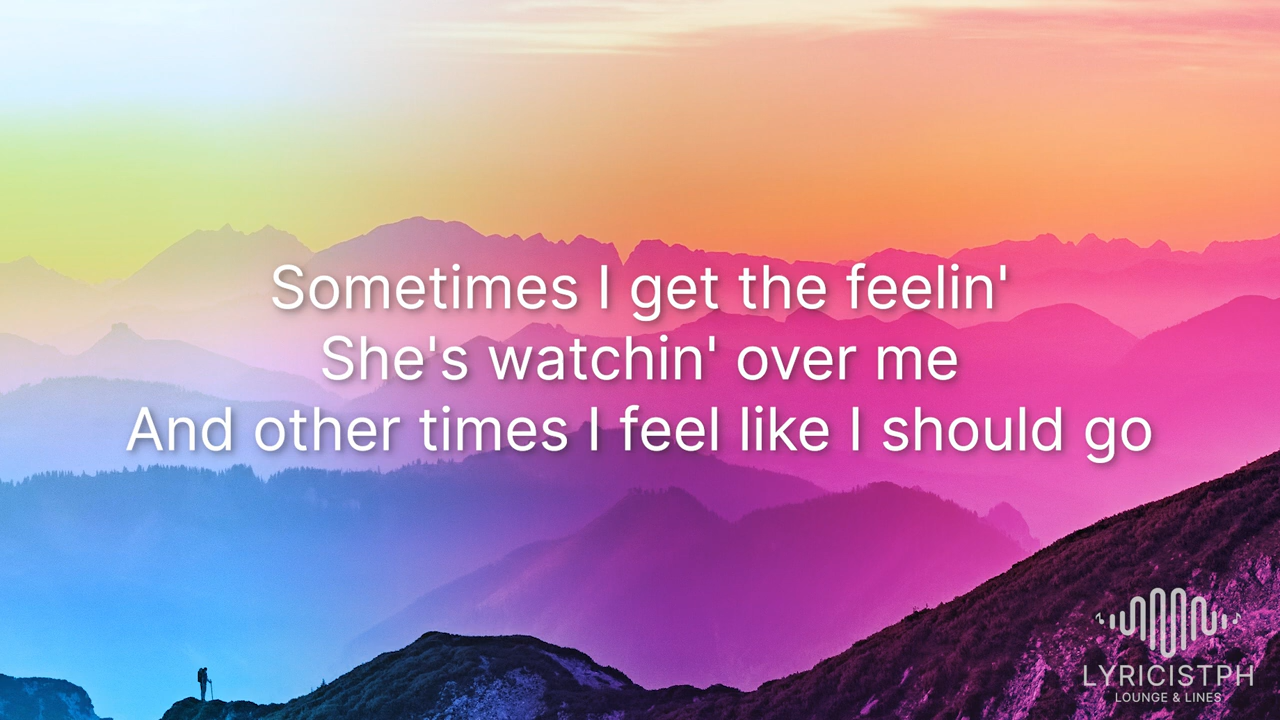 Sometimes I get the feelin'
She's watchin' over me
And other times I feel like I should go
LYRICISTPH
LOUNGE & LINES